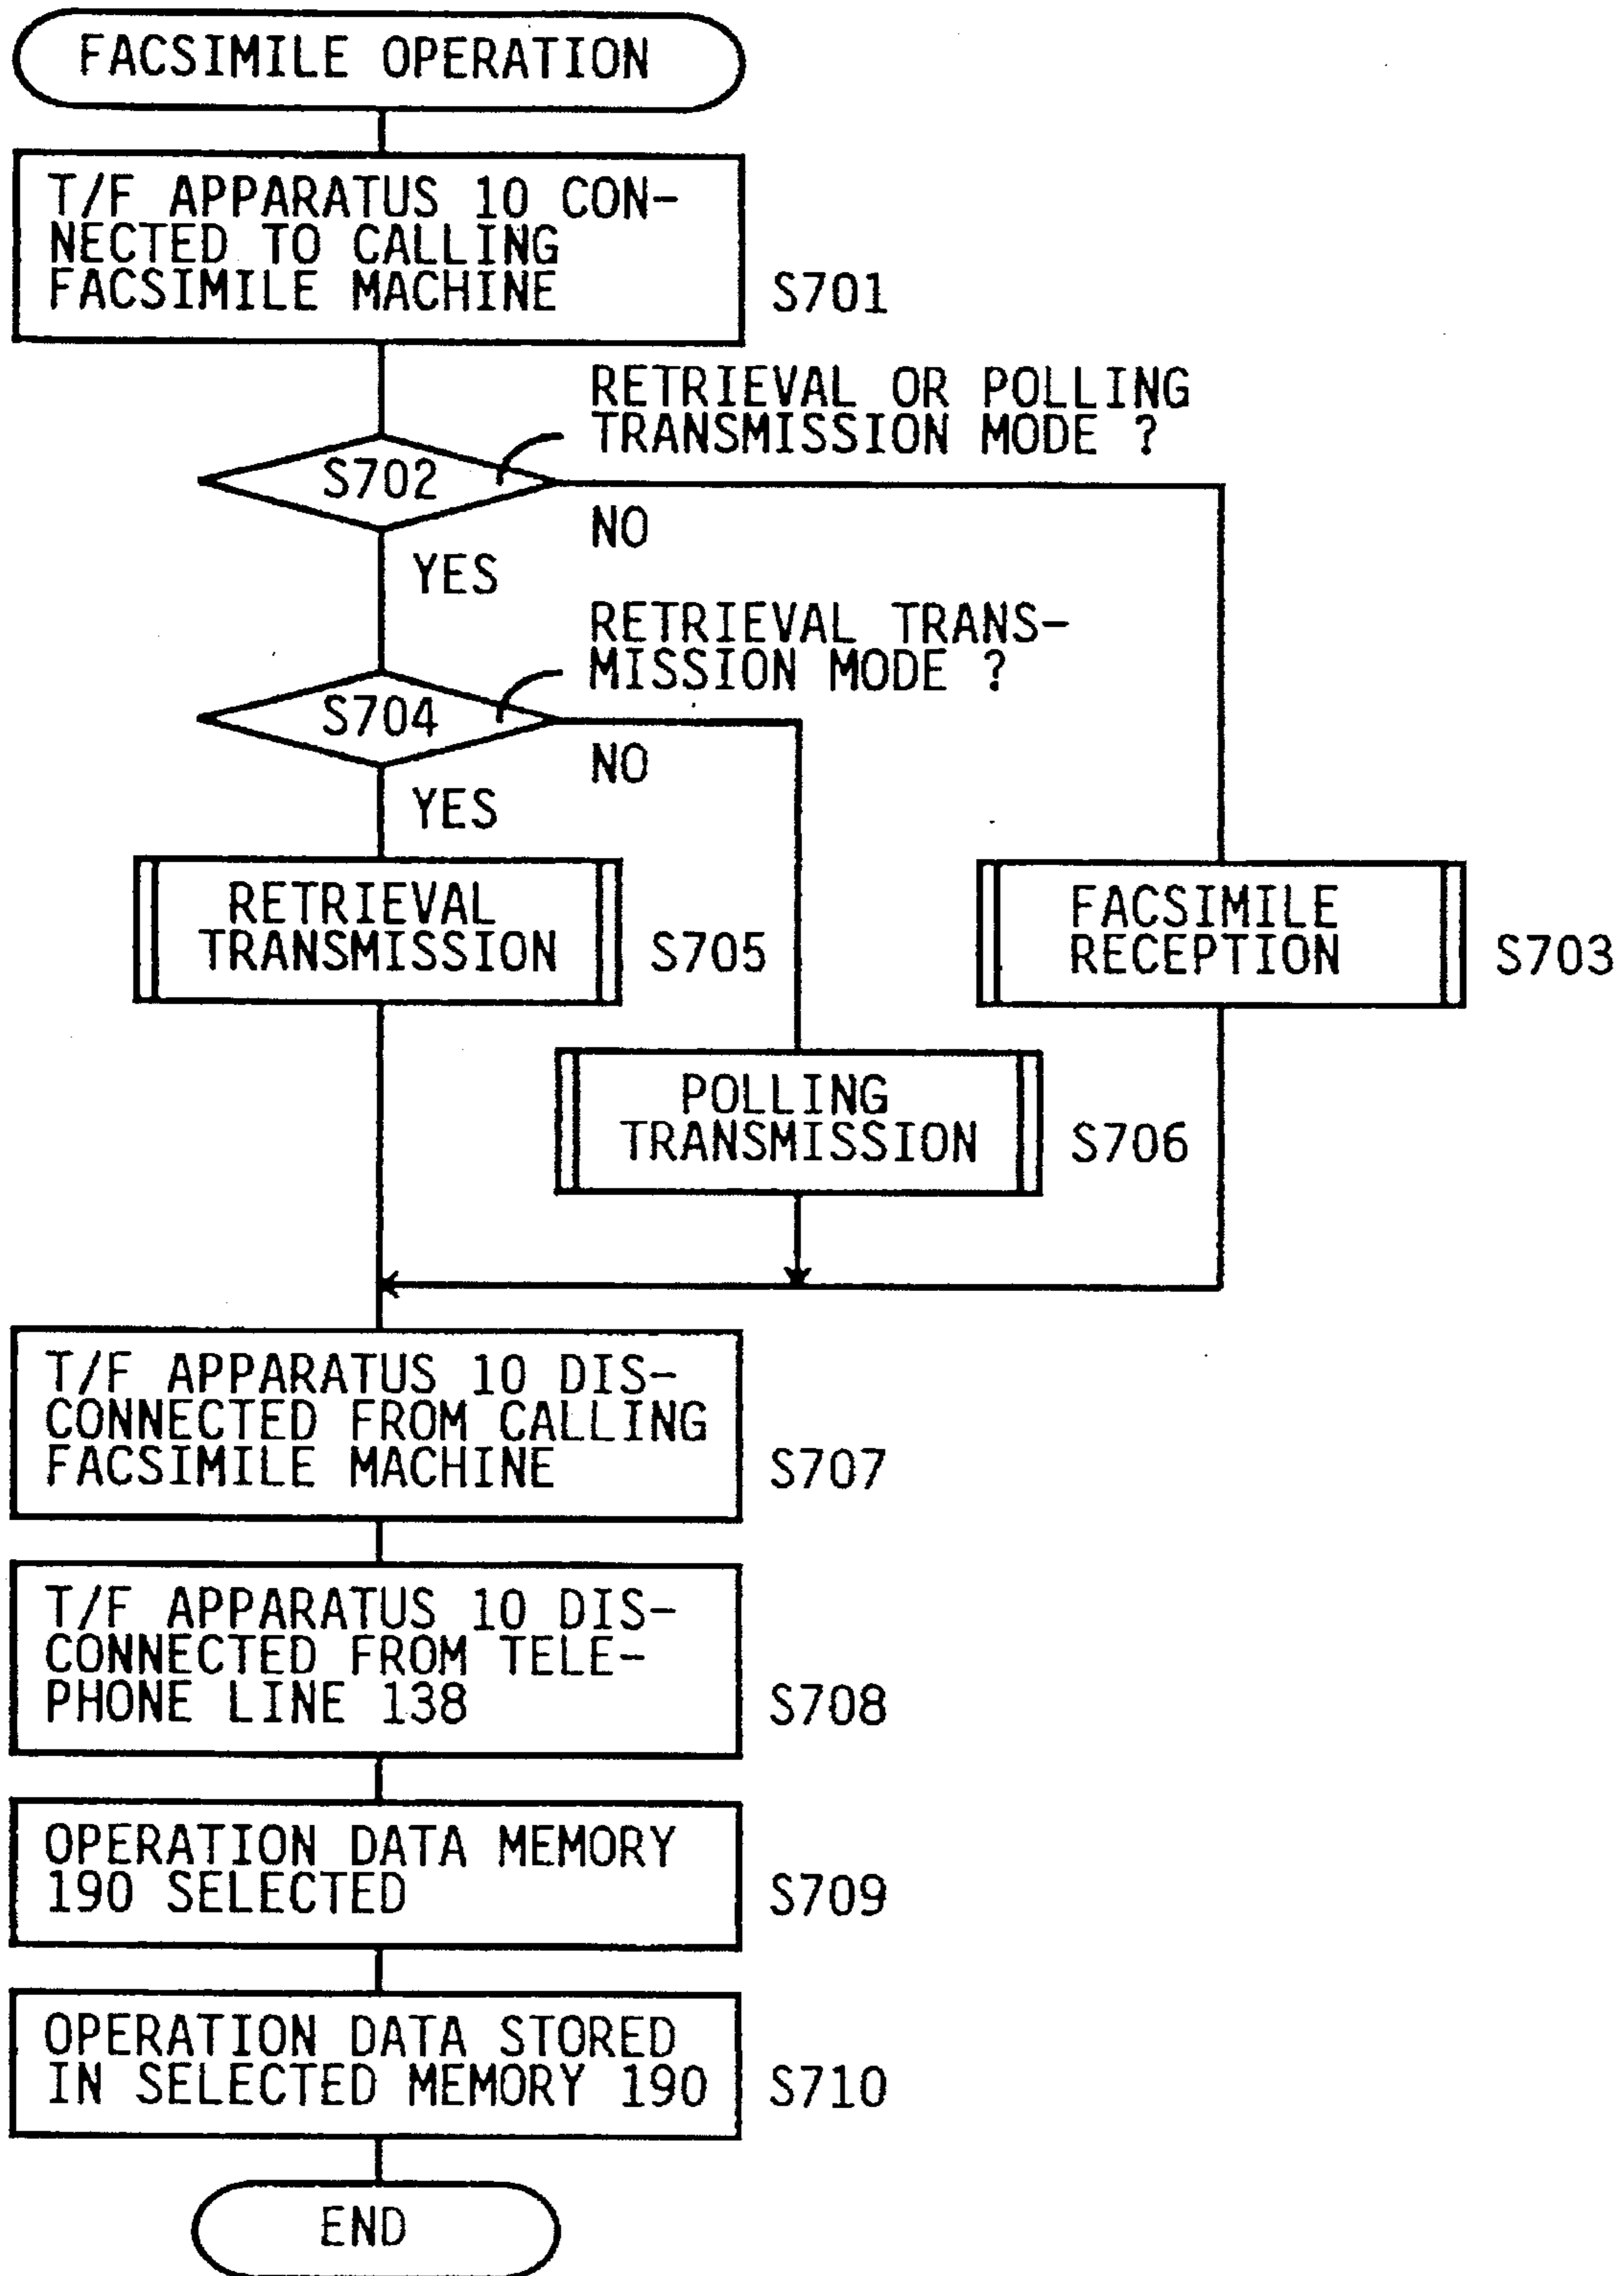 FACSIMILE OPERATION
T/F APPARATUS 10 CON-
NECTED TO CALLING
FACSIMILE MACHINE
S701
RETRIEVAL OR POLLING
TRANSMISSION MODE ?
S702
NO
YES
RETRIEVAL TRANS-
MISSION MODE ?
S704
NO
YES
RETRIEVAL
TRANSMISSION
S705
FACSIMILE
RECEPTION
S703
POLLING
TRANSMISSION
S706
T/F APPARATUS 10 DIS-
CONNECTED FROM CALLING
FACSIMILE MACHINE
S707
T/F APPARATUS 10 DIS-
CONNECTED FROM TELE-
PHONE LINE 138
S708
OPERATION DATA MEMORY
190 SELECTED
S709
OPERATION DATA STORED
IN SELECTED MEMORY 190
S710
END